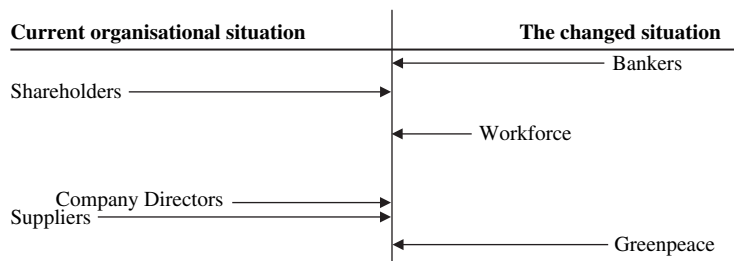 Current organisational situation
The changed situation
Bankers
Shareholders
Workforce
Company Directors
Suppliers
Greenpeace